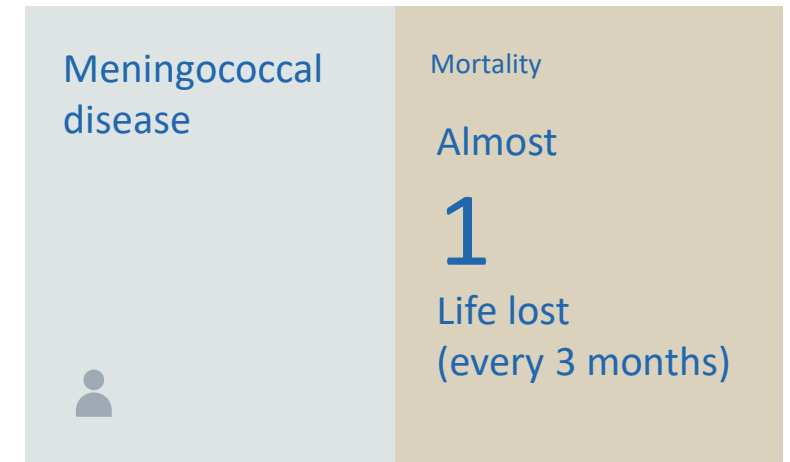 Meningococcal
disease
Mortality
Almost
1
Life lost
(every 3 months)